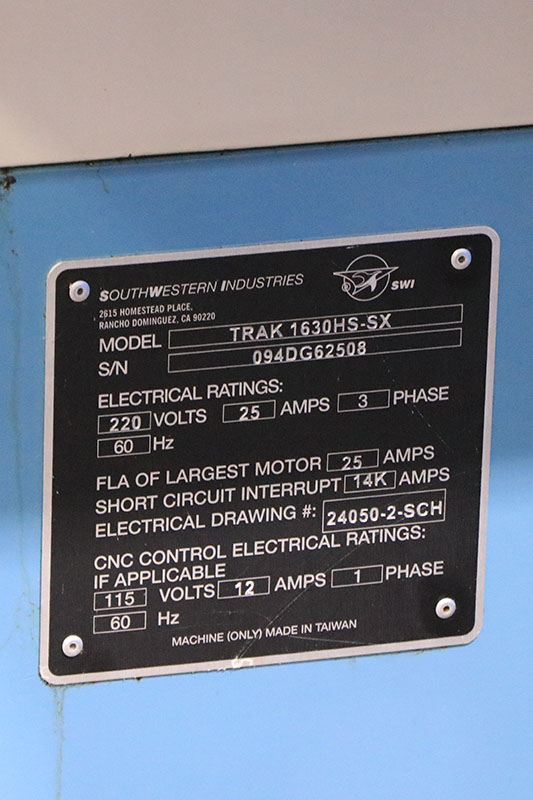 SOUTHWESTERN INDUSTRIES
SWI
2615 HOMESTEAD PLACE,
RANCHO DOMINGUEZ, CA 90220
MODEL TRAK 1630HS-SX
S/N 094DG62508
ELECTRICAL RATINGS:
220 VOLTS 25 AMPS 3 PHASE
60 Hz
FLA OF LARGEST MOTOR 25 AMPS
SHORT CIRCUIT INTERRUPT 14K AMPS
ELECTRICAL DRAWING #: 24050-2-SCH
CNC CONTROL ELECTRICAL RATINGS:
IF APPLICABLE
115 VOLTS 12 AMPS 1 PHASE
60 Hz
MACHINE (ONLY) MADE IN TAIWAN